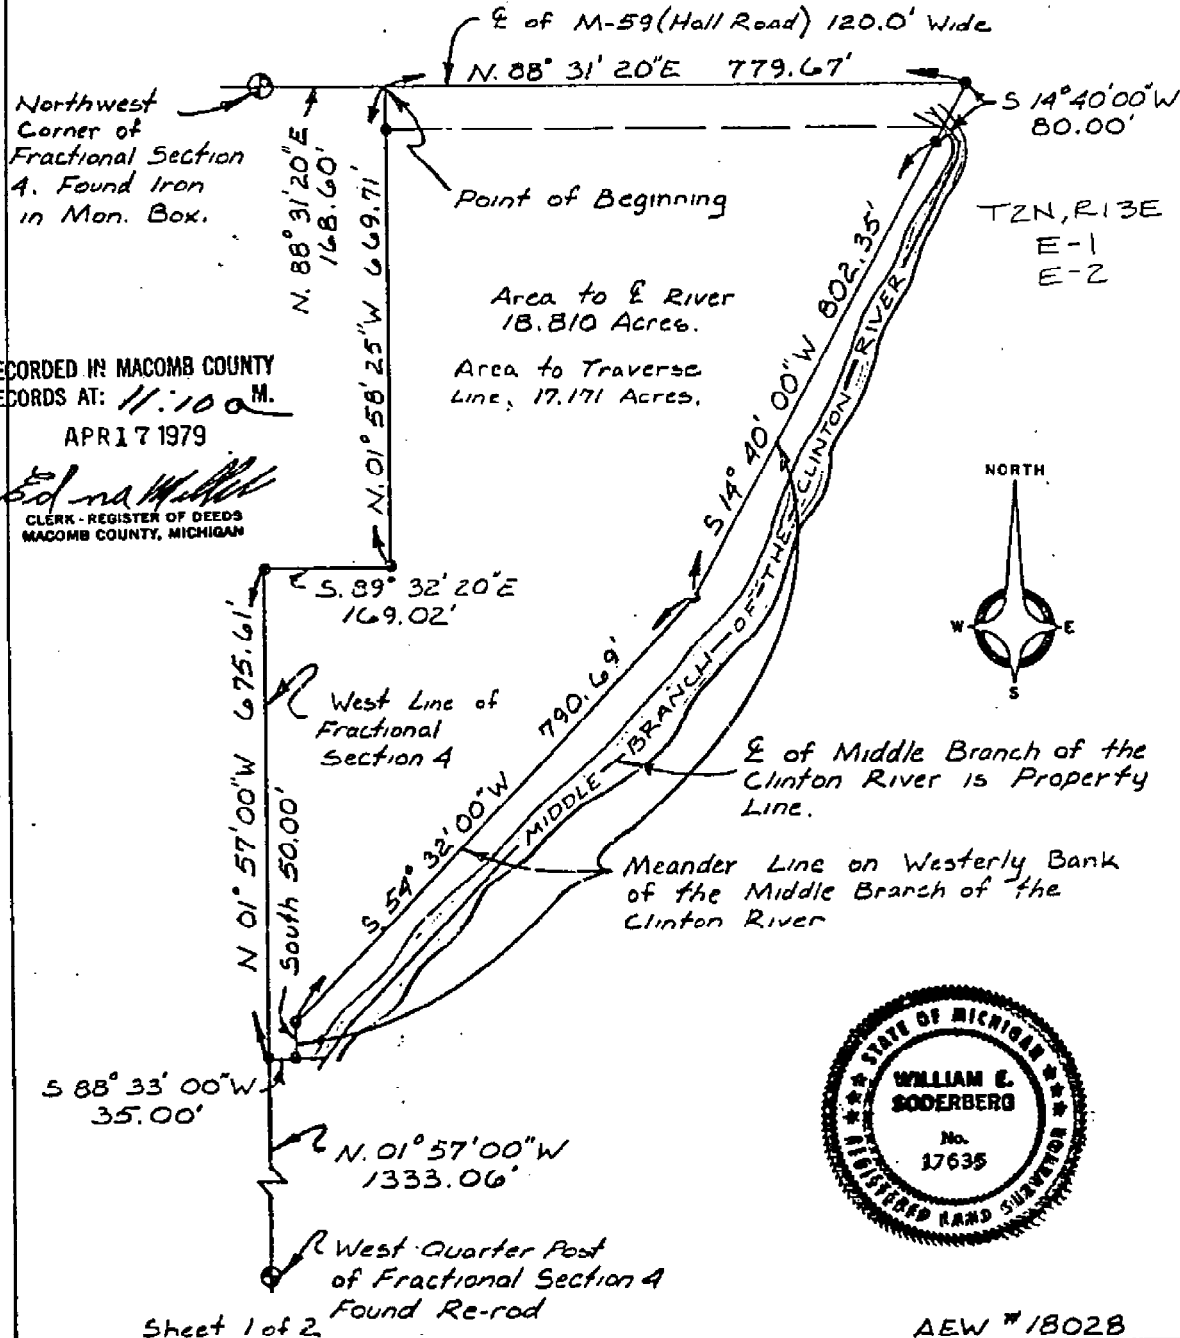 ℄ of M-59 (Hall Road) 120.0' Wide
N. 88° 31' 20"E 779.67'
S 14°40'00"W
80.00'
Northwest
Corner of
Fractional Section
4. Found Iron
in Mon. Box.
N. 88° 31' 20"E
168.60'
N. 01° 58' 25"W 669.71'
Point of Beginning
T2N, R13E
E-1
E-2
Area to ℄ River
18.810 Acres.
Area to Traverse
Line, 17.171 Acres.
S 14° 40' 00"W 802.35'
ECORDED IN MACOMB COUNTY
ECORDS AT: 11:10 a M.
APR 17 1979
Edna Miller
CLERK - REGISTER OF DEEDS
MACOMB COUNTY, MICHIGAN
NORTH
W
E
S
S. 89° 32' 20"E
169.02'
N 01° 57' 00"W 675.61'
West Line of
Fractional
Section 4
South 50.00'
S. 54° 32' 00"W 790.69'
MIDDLE BRANCH OF THE CLINTON RIVER
℄ of Middle Branch of the
Clinton River is Property
Line.
Meander Line on Westerly Bank
of the Middle Branch of the
Clinton River
S 88° 33' 00"W
35.00'
STATE OF MICHIGAN
WILLIAM E.
SODERBERG
No.
17635
REGISTERED LAND SURVEYOR
N. 01° 57' 00"W
1333.06'
West Quarter Post
of Fractional Section 4
Found Re-rod
Sheet 1 of 2
AEW # 18028